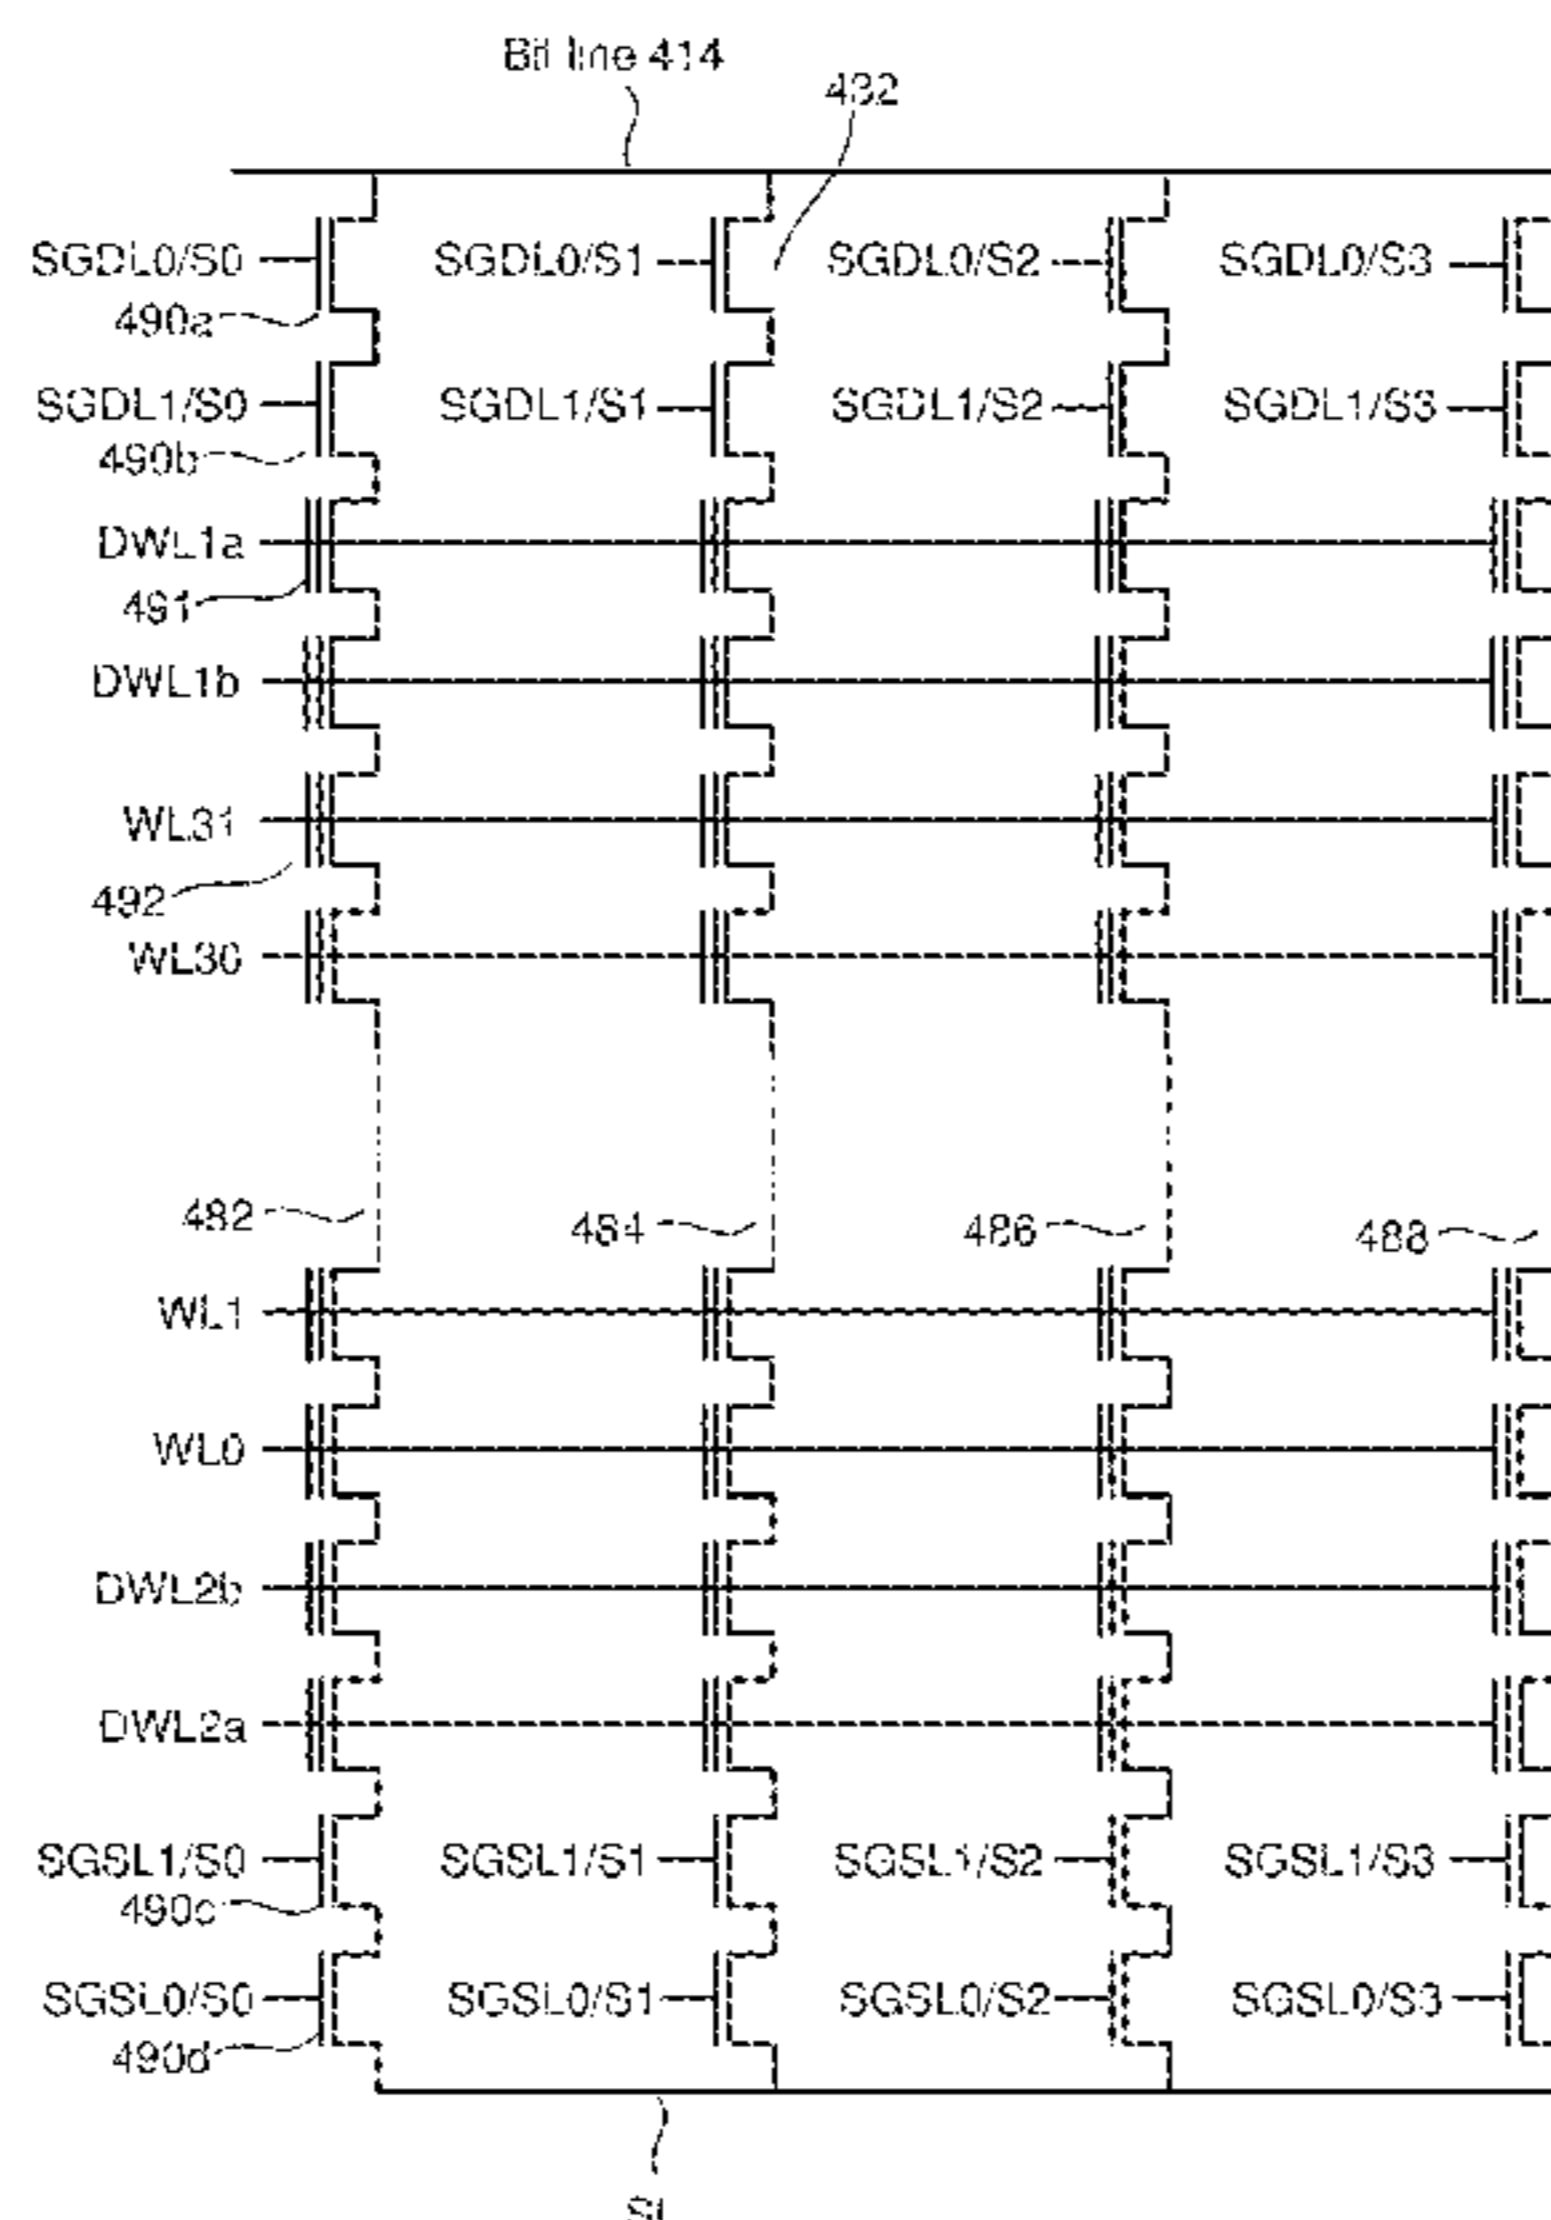 Bit line 414
432
SGDL0/S0 SGDL0/S1 SGDL0/S2 SGDL0/S3
490a
SGDL1/S0 SGDL1/S1 SGDL1/S2 SGDL1/S3
490b
DWL1a
491
DWL1b
WL31
492
WL30
482 484 486 488
WL1
WL0
DWL2b
DWL2a
SGSL1/S0 SGSL1/S1 SGSL1/S2 SGSL1/S3
490c
SGSL0/S0 SGSL0/S1 SGSL0/S2 SGSL0/S3
490d
SL